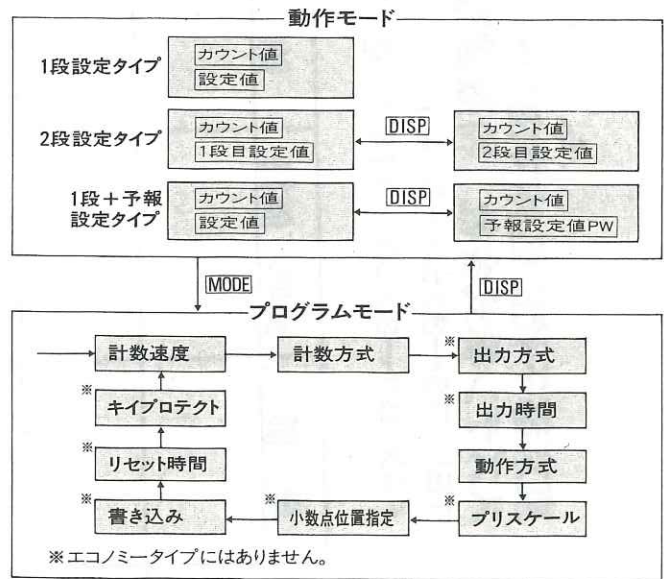 動作モード
1段設定タイプ
カウント値
設定値
2段設定タイプ
カウント値
1段目設定値
DISP
カウント値
2段目設定値
1段+予報
設定タイプ
カウント値
設定値
DISP
カウント値
予報設定値PW
MODE
DISP
プログラムモード
計数速度
計数方式
※
出力方式
※
キイプロテクト
※
出力時間
※
リセット時間
動作方式
※
書き込み
※
小数点位置指定
※
プリスケール
※エコノミータイプにはありません。